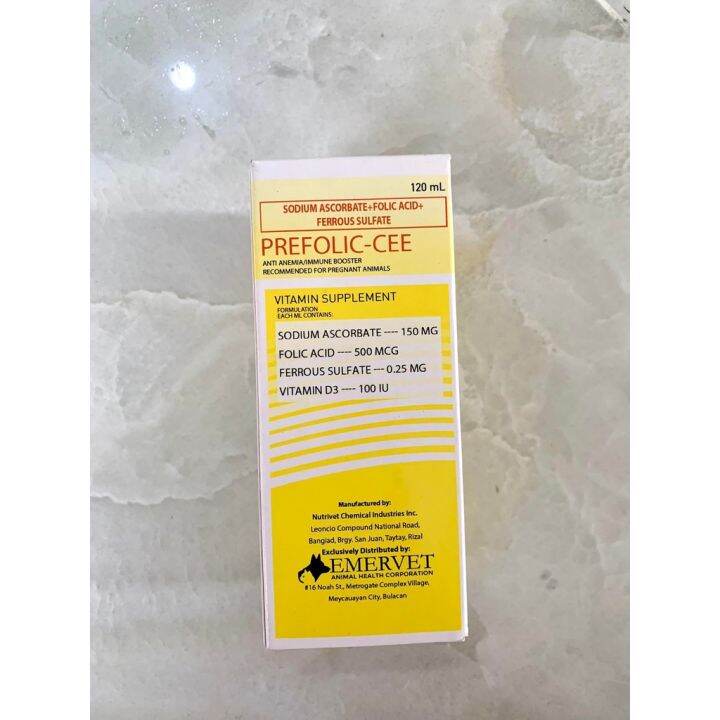 120 mL
SODIUM ASCORBATE+FOLIC ACID+
FERROUS SULFATE
PREFOLIC-CEE
ANTI ANEMIA/IMMUNE BOOSTER
RECOMMENDED FOR PREGNANT ANIMALS
VITAMIN SUPPLEMENT
FORMULATION
EACH ML CONTAINS:
SODIUM ASCORBATE ---- 150 MG
FOLIC ACID ---- 500 MCG
FERROUS SULFATE --- 0.25 MG
VITAMIN D3 ---- 100 IU
Manufactured by:
Nutrivet Chemical Industries Inc.
Leoncio Compound National Road,
Bangiad, Brgy. San Juan, Taytay, Rizal
Exclusively Distributed by:
EMERVET
ANIMAL HEALTH CORPORATION
#16 Noah St., Metrogate Complex Village,
Meycauayan City, Bulacan